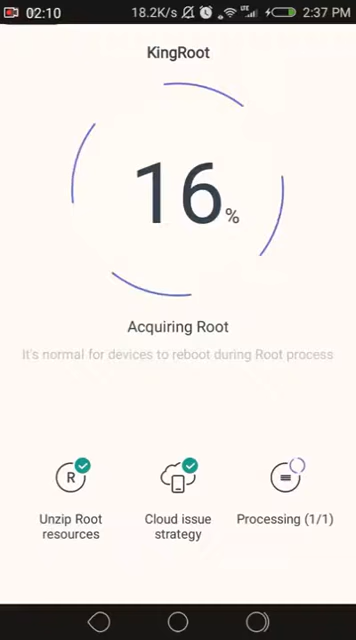 02:10 18.2K/s LTE 2:37 PM
KingRoot
16%
Acquiring Root
It's normal for devices to reboot during Root process
R
Unzip Root
resources
Cloud issue
strategy
Processing (1/1)